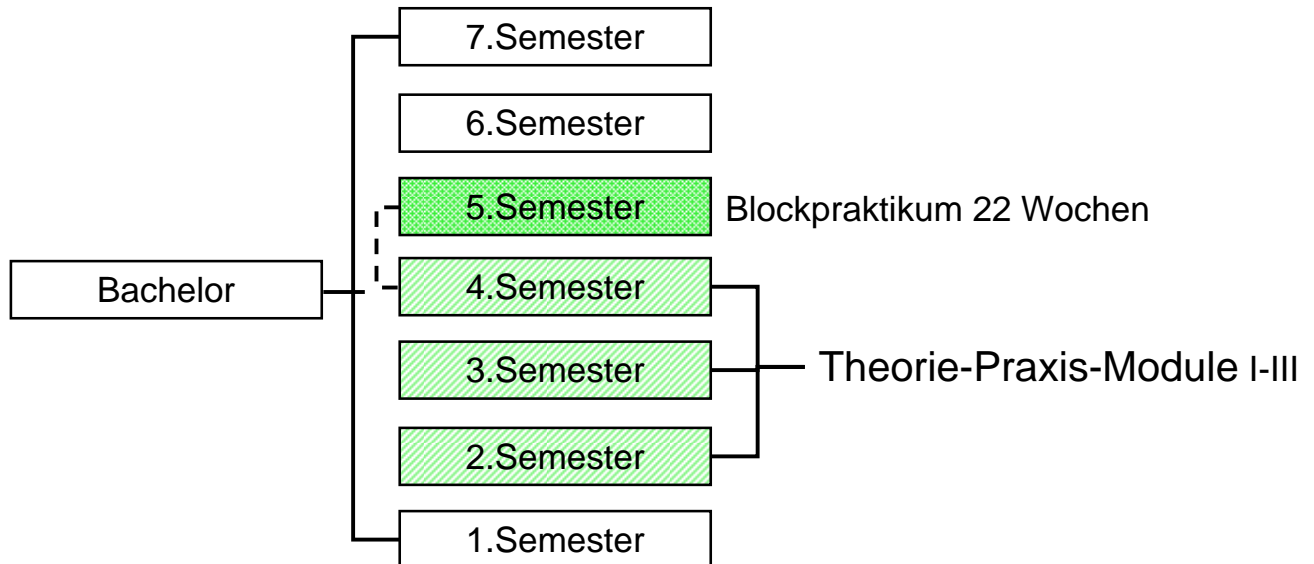 7.Semester
6.Semester
5.Semester Blockpraktikum 22 Wochen
Bachelor
4.Semester
3.Semester
Theorie-Praxis-Module I-III
2.Semester
1.Semester